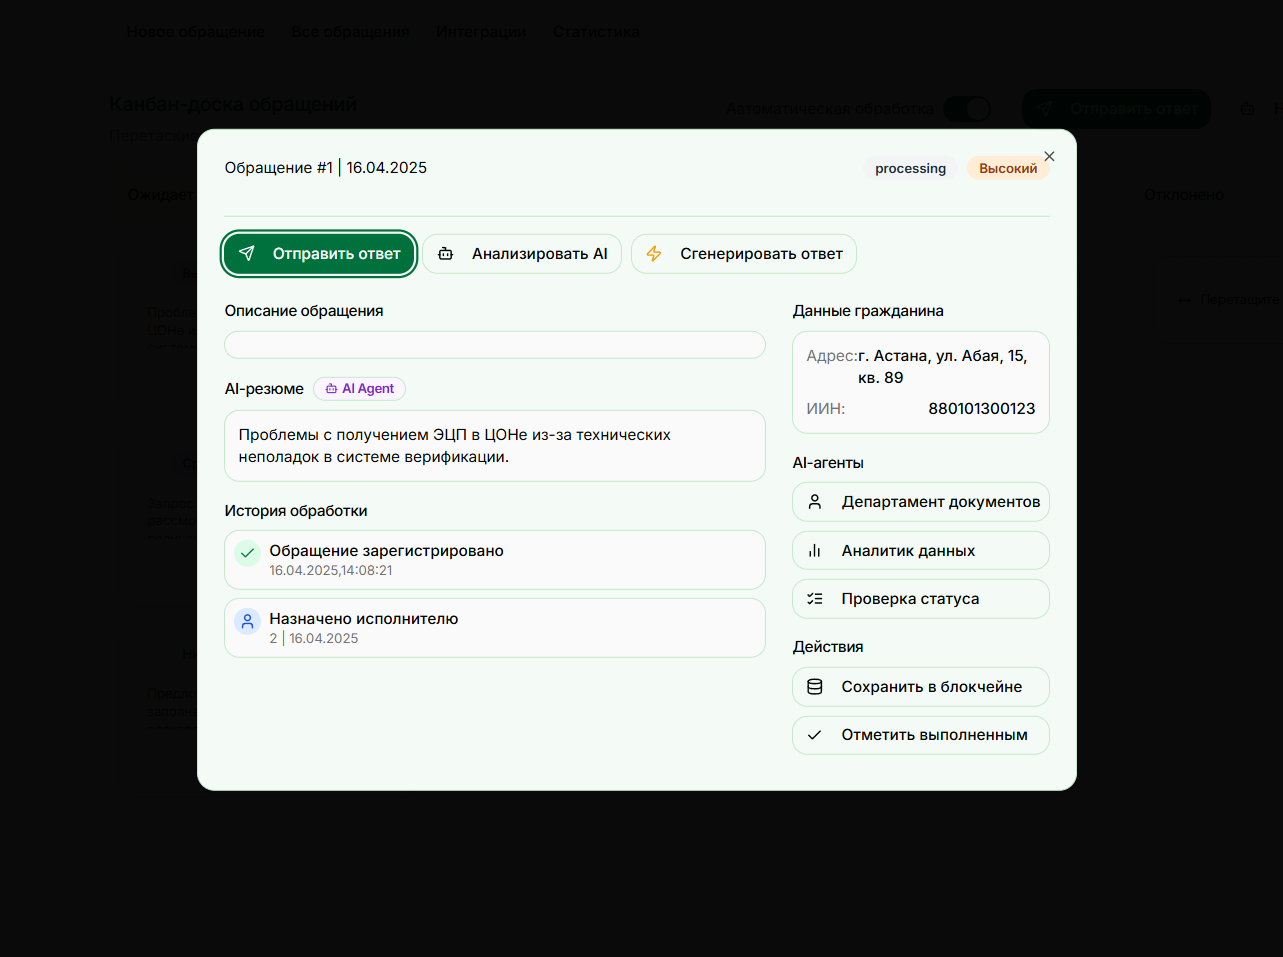 Новое обращение Все обращения Интеграции Статистика
Канбан-доска обращений
Автоматическая обработка
Отправить ответ
Ожидает
Отклонено
Обращение #1 | 16.04.2025
processing
Высокий
Отправить ответ
Анализировать AI
Сгенерировать ответ
Описание обращения
AI-резюме
AI Agent
Проблемы с получением ЭЦП в ЦОНе из-за технических
неполадок в системе верификации.
История обработки
Обращение зарегистрировано
16.04.2025,14:08:21
Назначено исполнителю
2 | 16.04.2025
Данные гражданина
Адрес: г. Астана, ул. Абая, 15,
кв. 89
ИИН: 880101300123
AI-агенты
Департамент документов
Аналитик данных
Проверка статуса
Действия
Сохранить в блокчейне
Отметить выполненным
Перетащите